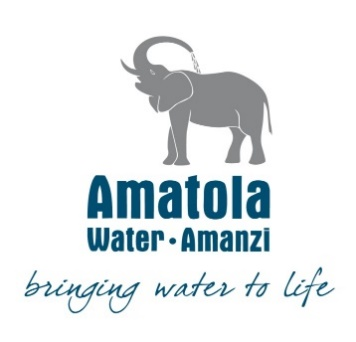 Amatola
Water • Amanzi
bringing water to life